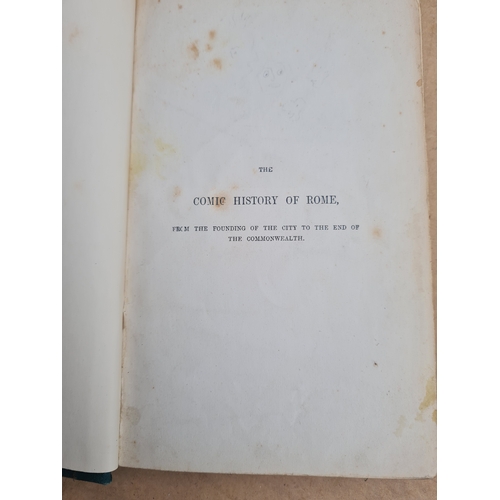 THE
COMIC HISTORY OF ROME,
FROM THE FOUNDING OF THE CITY TO THE END OF
THE COMMONWEALTH.